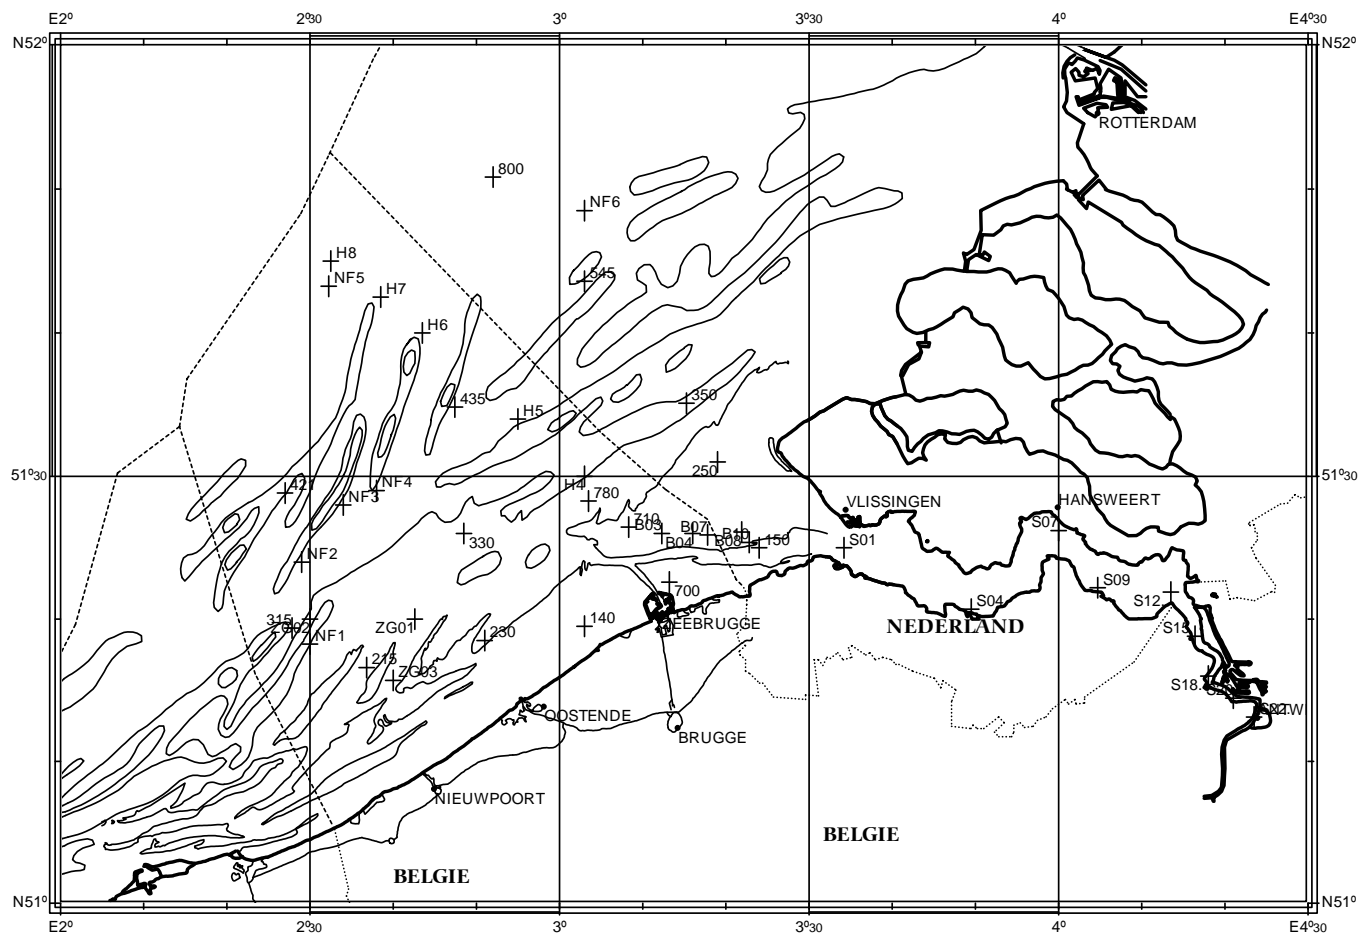 E2º 2º30 3º 3º30 4º E4º30
N52º N52º
ROTTERDAM
800
NF6
H8
545
NF5
H7
H6
435
350
H5
250
51º30 51º30
H4
421
NF4
780
NF3
VLISSINGEN
HANSWEERT
710
B03
B07
S07
330
B04
B08
B10
150
S01
NF2
700
S09
S12
S04
315
ZG02
ZG01
140
ZEEBRUGGE
NEDERLAND
S15
NF1
230
215
ZG03
S18
OOSTENDE
S22
BRUGGE
NIEUWPOORT
BELGIE
BELGIE
N51º N51º
E2º 2º30 3º 3º30 4º E4º30